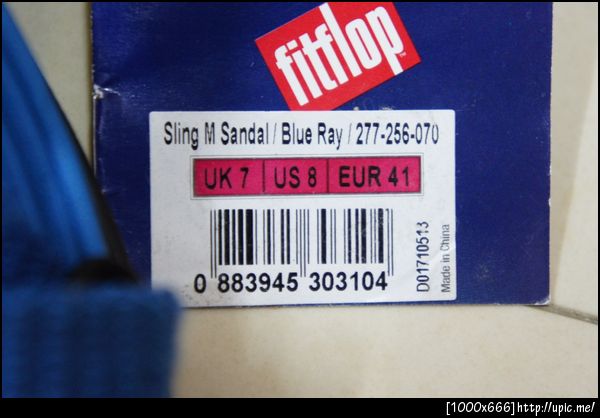 fitflop
Sling M Sandal / Blue Ray / 277-256-070
UK 7 US 8 EUR 41
0 883945 303104
D01710513
Made in China
[1000x666]http://upic.me/